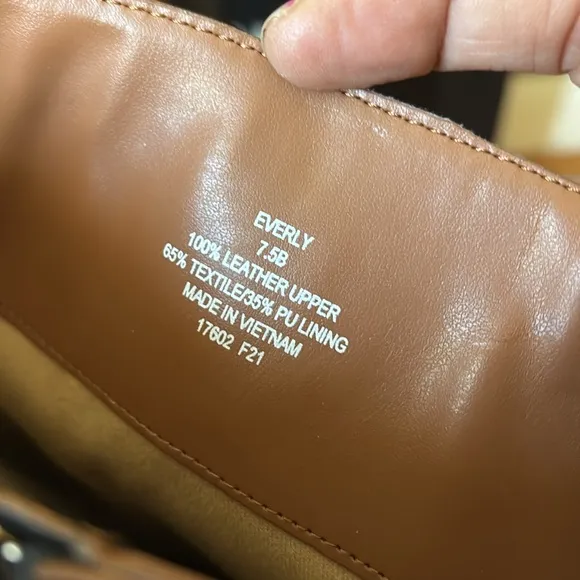 EVERLY
7.5B
100% LEATHER UPPER
65% TEXTILE/35% PU LINING
MADE IN VIETNAM
17602 F21